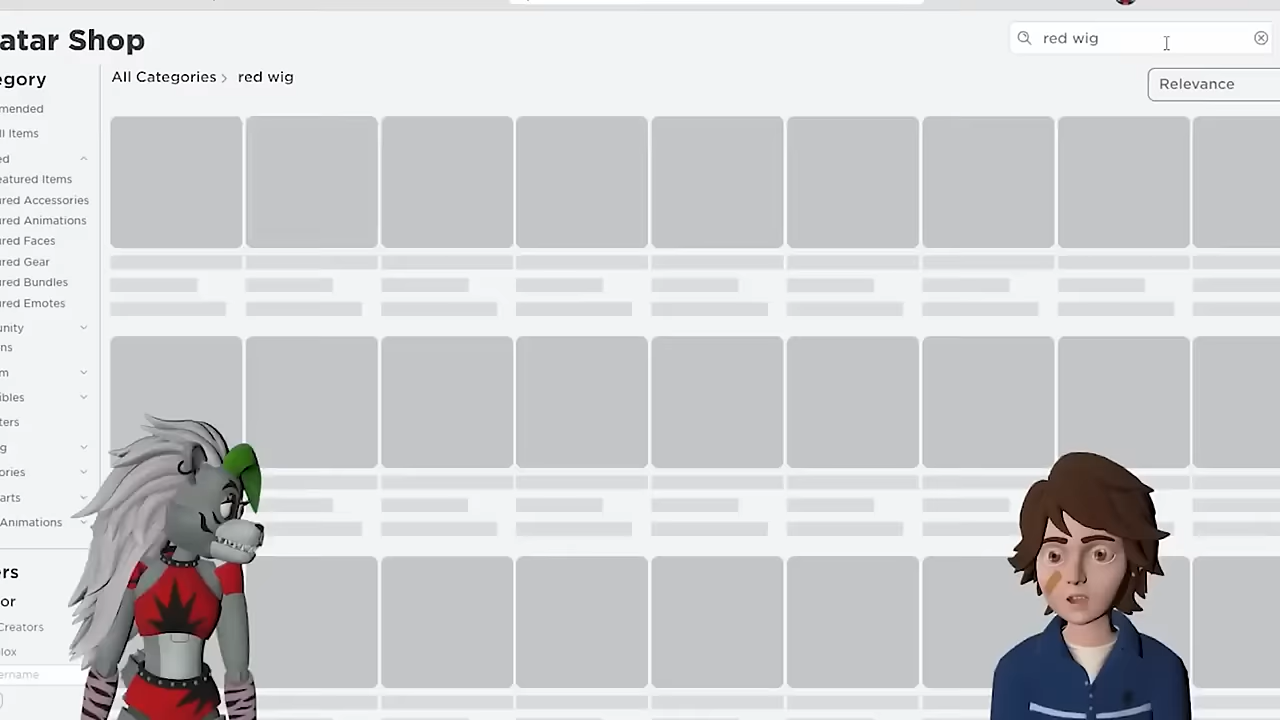 atar Shop
red wig
egory
All Categories > red wig
Relevance
mended
ll Items
ed
eatured Items
ured Accessories
ured Animations
ured Faces
ured Gear
ured Bundles
ured Emotes
unity
ns
m
ibles
ters
g
ories
arts
Animations
ers
or
Creators
lox
ername